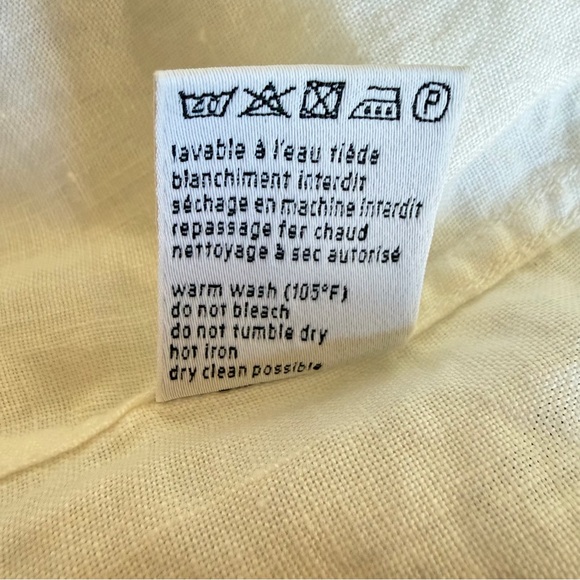 40 P
lavable à l'eau tiède
blanchiment interdit
séchage en machine interdit
repassage fer chaud
nettoyage à sec autorisé
warm wash (105°F)
do not bleach
do not tumble dry
hot iron
dry clean possible